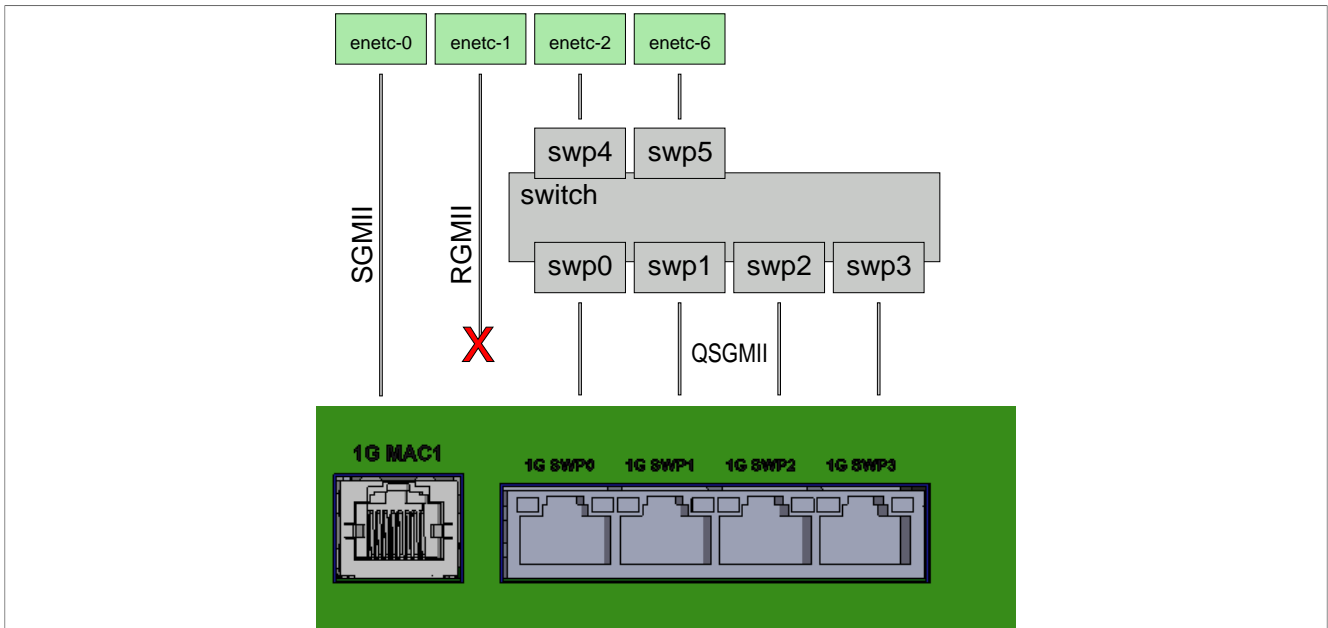 enetc-0
enetc-1
enetc-2
enetc-6
swp4
swp5
switch
SGMII
RGMII
swp0
swp1
swp2
swp3
X
QSGMII
1G MAC1
1G SWP0
1G SWP1
1G SWP2
1G SWP3